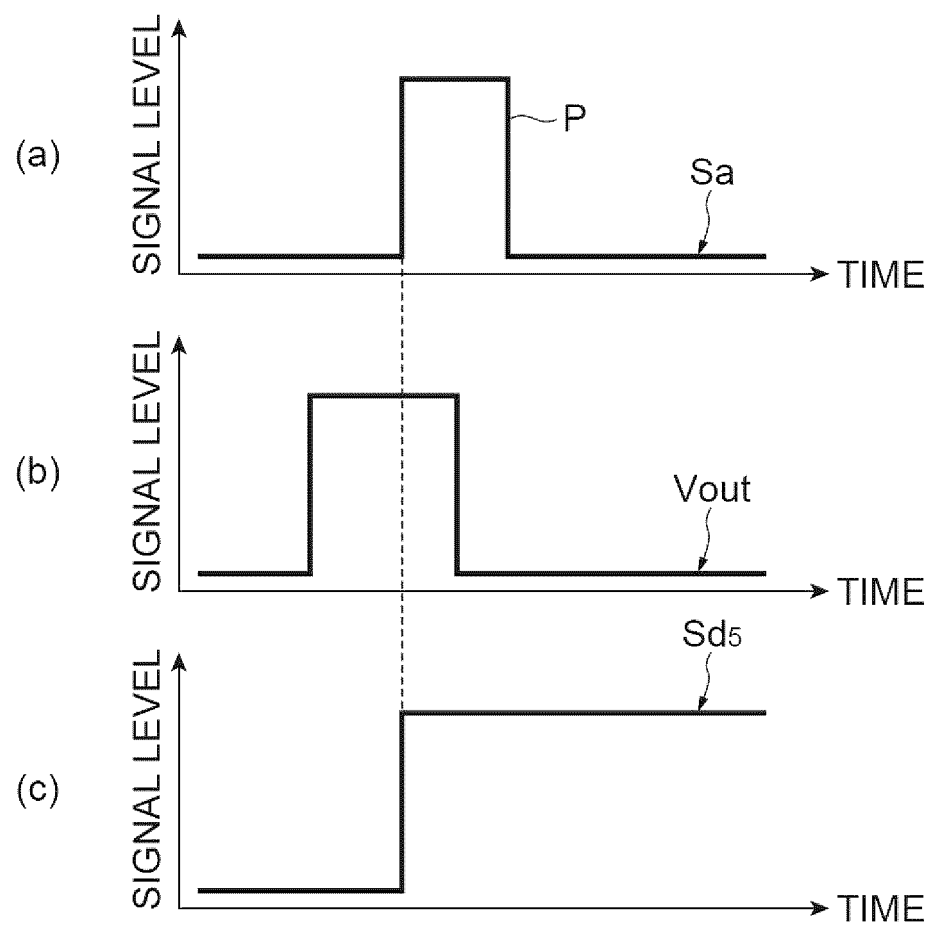 (a)
SIGNAL LEVEL
P
Sa
TIME
(b)
SIGNAL LEVEL
Vout
TIME
(c)
SIGNAL LEVEL
Sd5
TIME